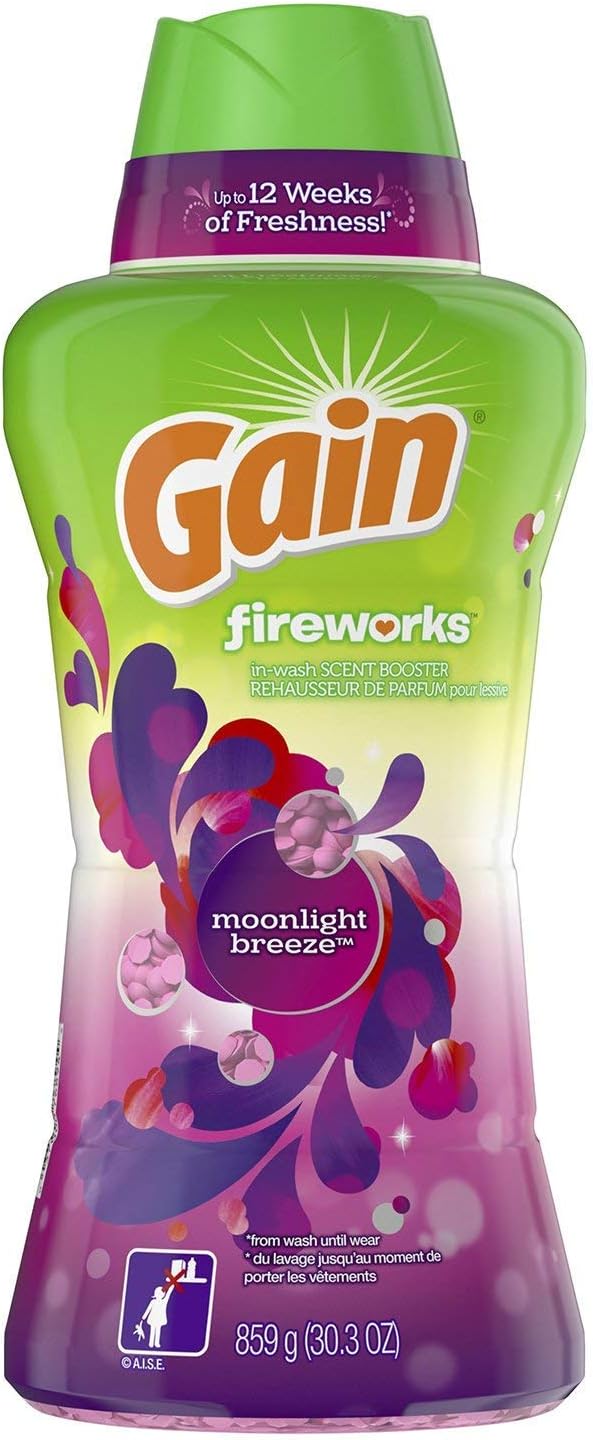 Up to 12 Weeks
of Freshness!*
Gain®
fireworks™
in-wash SCENT BOOSTER
REHAUSSEUR DE PARFUM pour lessive
moonlight
breeze™
*from wash until wear
* du lavage jusqu'au moment de
porter les vêtements
859 g (30.3 OZ)
© A.I.S.E.